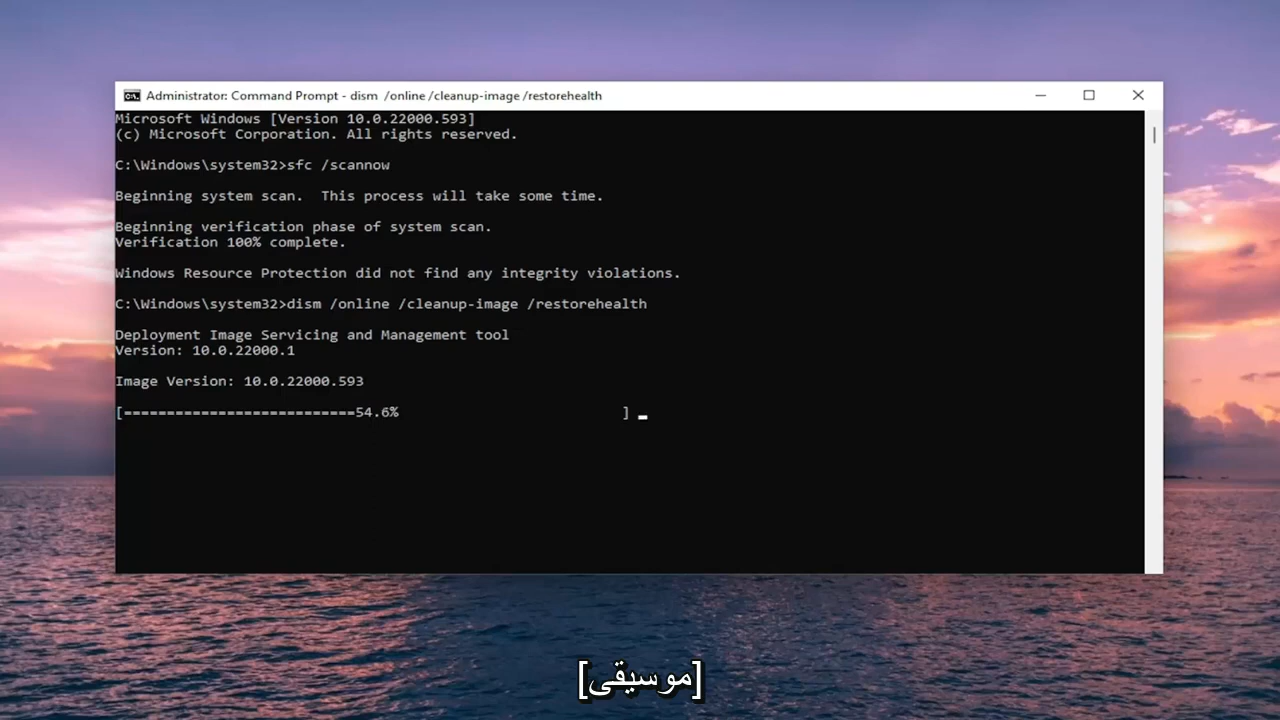 Administrator: Command Prompt - dism  /online /cleanup-image /restorehealth
Microsoft Windows [Version 10.0.22000.593]
(c) Microsoft Corporation. All rights reserved.
C:\Windows\system32>sfc /scannow
Beginning system scan.  This process will take some time.
Beginning verification phase of system scan.
Verification 100% complete.
Windows Resource Protection did not find any integrity violations.
C:\Windows\system32>dism /online /cleanup-image /restorehealth
Deployment Image Servicing and Management tool
Version: 10.0.22000.1
Image Version: 10.0.22000.593
[===========================54.6%                          ]
[موسيقى]